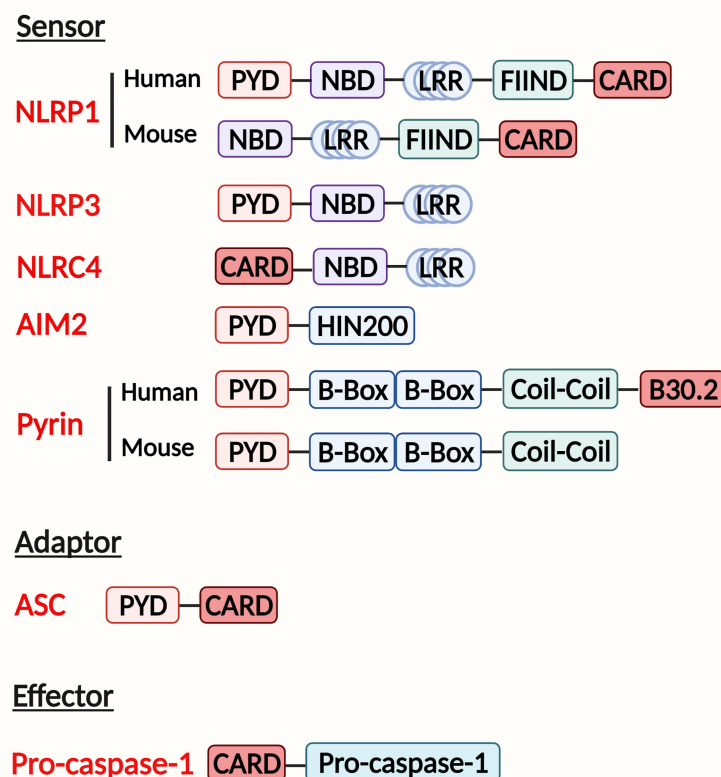 Sensor
NLRP1
Human PYD NBD LRR FIIND CARD
Mouse NBD LRR FIIND CARD
NLRP3 PYD NBD LRR
NLRC4 CARD NBD LRR
AIM2 PYD HIN200
Pyrin
Human PYD B-Box B-Box Coil-Coil B30.2
Mouse PYD B-Box B-Box Coil-Coil
Adaptor
ASC PYD CARD
Effector
Pro-caspase-1 CARD Pro-caspase-1